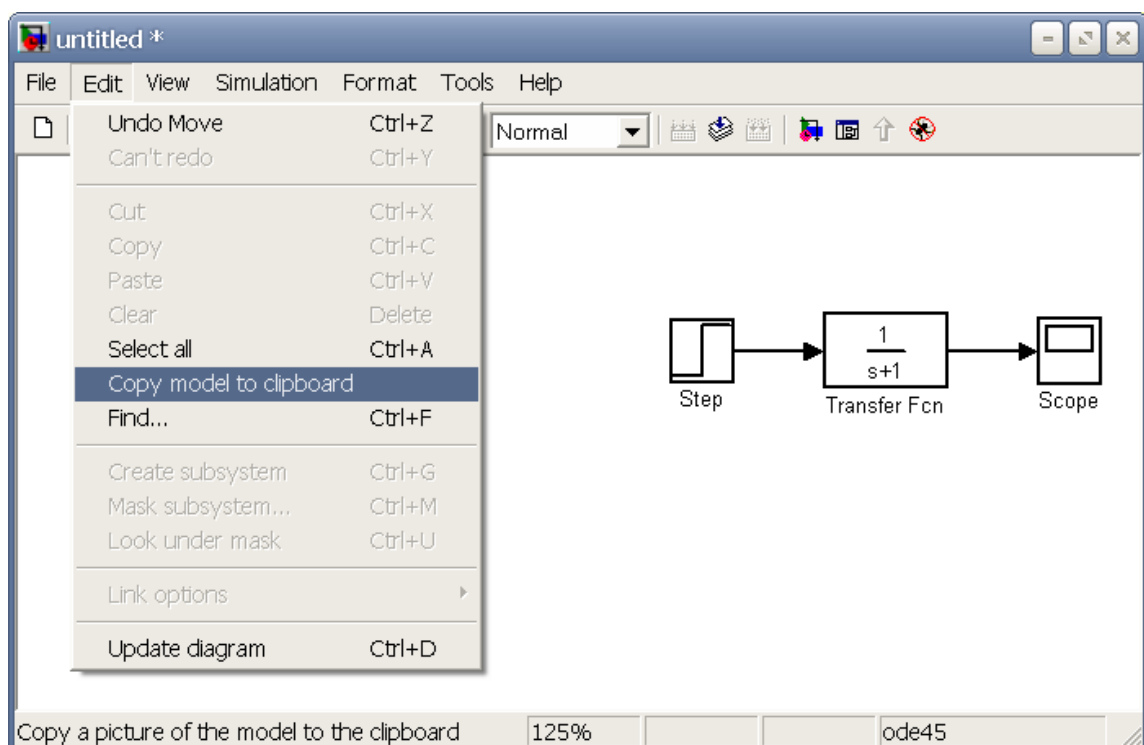 untitled *
File Edit View Simulation Format Tools Help
Normal
Undo Move Ctrl+Z
Can't redo Ctrl+Y
Cut Ctrl+X
Copy Ctrl+C
Paste Ctrl+V
Clear Delete
Select all Ctrl+A
Copy model to clipboard
Find... Ctrl+F
Create subsystem Ctrl+G
Mask subsystem... Ctrl+M
Look under mask Ctrl+U
Link options
Update diagram Ctrl+D
1
s+1
Step Transfer Fcn Scope
Copy a picture of the model to the clipboard 125% ode45